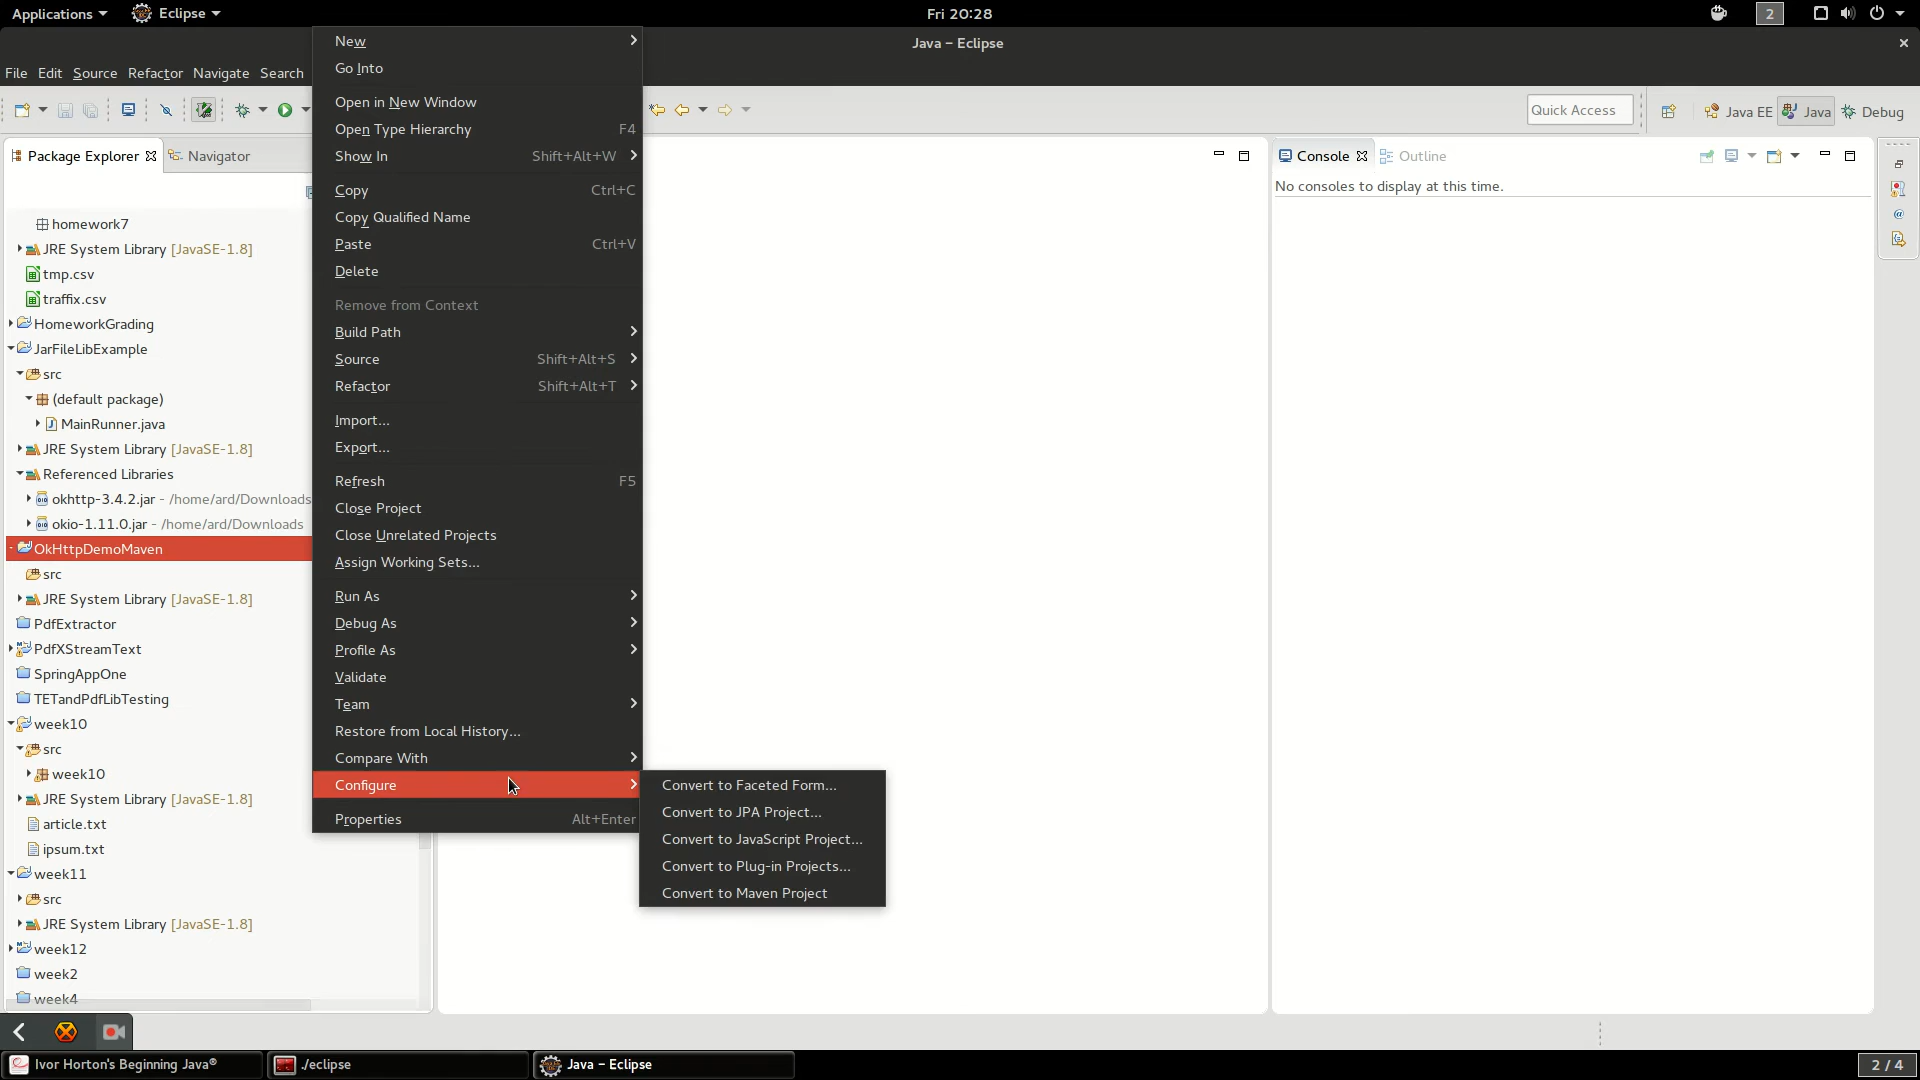 Applications
Eclipse
Fri 20:28
2
Java – Eclipse
File Edit Source Refactor Navigate Search
Quick Access
Java EE
Java
Debug
Package Explorer
Navigator
homework7
JRE System Library [JavaSE-1.8]
tmp.csv
traffix.csv
HomeworkGrading
JarFileLibExample
src
(default package)
MainRunner.java
JRE System Library [JavaSE-1.8]
Referenced Libraries
okhttp-3.4.2.jar - /home/ard/Downloads
okio-1.11.0.jar - /home/ard/Downloads
OkHttpDemoMaven
src
JRE System Library [JavaSE-1.8]
PdfExtractor
PdfXStreamText
SpringAppOne
TETandPdfLibTesting
week10
src
week10
JRE System Library [JavaSE-1.8]
article.txt
ipsum.txt
week11
src
JRE System Library [JavaSE-1.8]
week12
week2
week4
New
Go Into
Open in New Window
Open Type Hierarchy F4
Show In Shift+Alt+W
Copy Ctrl+C
Copy Qualified Name
Paste Ctrl+V
Delete
Remove from Context
Build Path
Source Shift+Alt+S
Refactor Shift+Alt+T
Import...
Export...
Refresh F5
Close Project
Close Unrelated Projects
Assign Working Sets...
Run As
Debug As
Profile As
Validate
Team
Restore from Local History...
Compare With
Configure
Properties Alt+Enter
Convert to Faceted Form...
Convert to JPA Project...
Convert to JavaScript Project...
Convert to Plug-in Projects...
Convert to Maven Project
Console
Outline
No consoles to display at this time.
Ivor Horton's Beginning Java®
./eclipse
Java – Eclipse
2 / 4